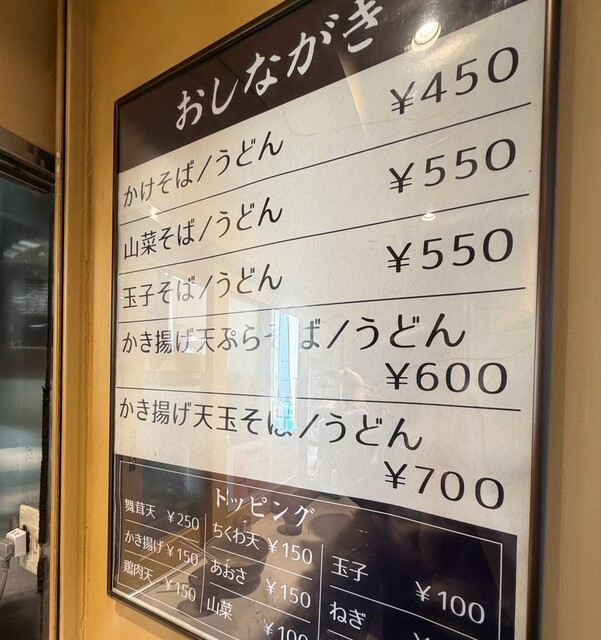 おしながき
かけそば/うどん ￥450
山菜そば/うどん ￥550
玉子そば/うどん ￥550
かき揚げ天ぷらそば/うどん
￥600
かき揚げ天玉そば/うどん
￥700
トッピング
舞茸天 ￥250
かき揚げ ￥150
鶏肉天 ￥150
ちくわ天 ￥150
あおさ ￥150
山菜 ￥100
玉子 ￥100
ねぎ